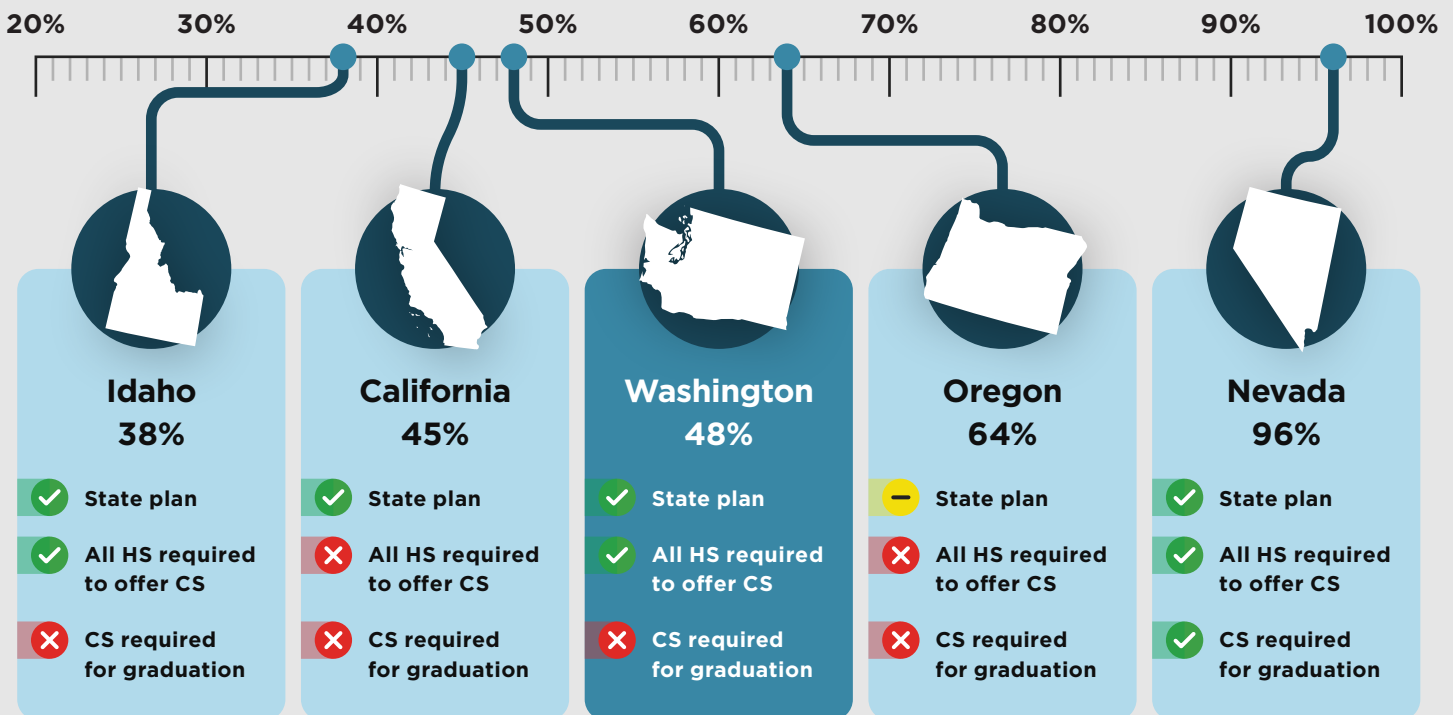 20% 30% 40% 50% 60% 70% 80% 90% 100%
Idaho
38%
State plan
All HS required
to offer CS
CS required
for graduation
California
45%
State plan
All HS required
to offer CS
CS required
for graduation
Washington
48%
State plan
All HS required
to offer CS
CS required
for graduation
Oregon
64%
State plan
All HS required
to offer CS
CS required
for graduation
Nevada
96%
State plan
All HS required
to offer CS
CS required
for graduation